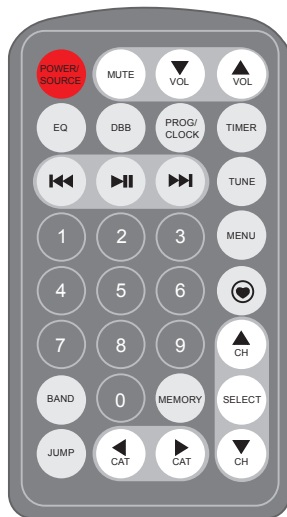 POWER/
SOURCE
MUTE
VOL
VOL
EQ
DBB
PROG/
CLOCK
TIMER
TUNE
1
2
3
MENU
4
5
6
7
8
9
CH
BAND
0
MEMORY
SELECT
JUMP
CAT
CAT
CH